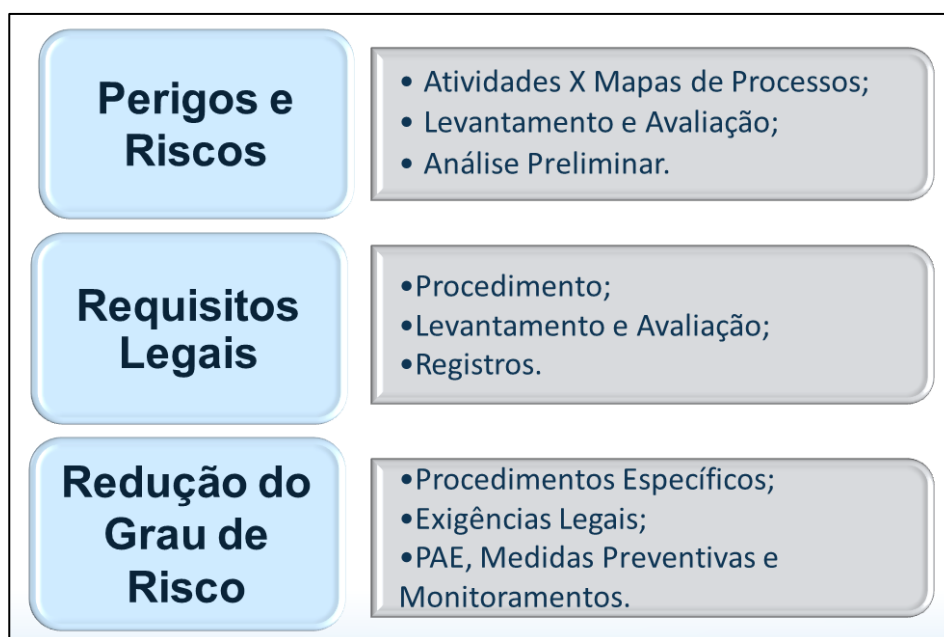 Perigos e
Riscos
• Atividades X Mapas de Processos;
• Levantamento e Avaliação;
• Análise Preliminar.
Requisitos
Legais
•Procedimento;
•Levantamento e Avaliação;
•Registros.
Redução do
Grau de
Risco
•Procedimentos Específicos;
•Exigências Legais;
•PAE, Medidas Preventivas e
Monitoramentos.